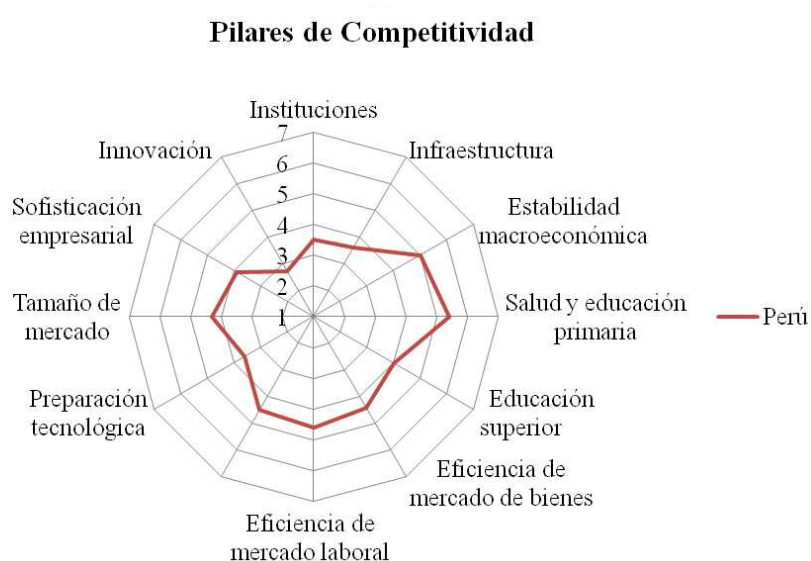 Pilares de Competitividad
Instituciones
7
6
5
4
3
2
1
Infraestructura
Estabilidad
macroeconómica
Salud y educación
primaria
Educación
superior
Eficiencia de
mercado de bienes
Eficiencia de
mercado laboral
Preparación
tecnológica
Tamaño de
mercado
Sofisticación
empresarial
Innovación
Perú